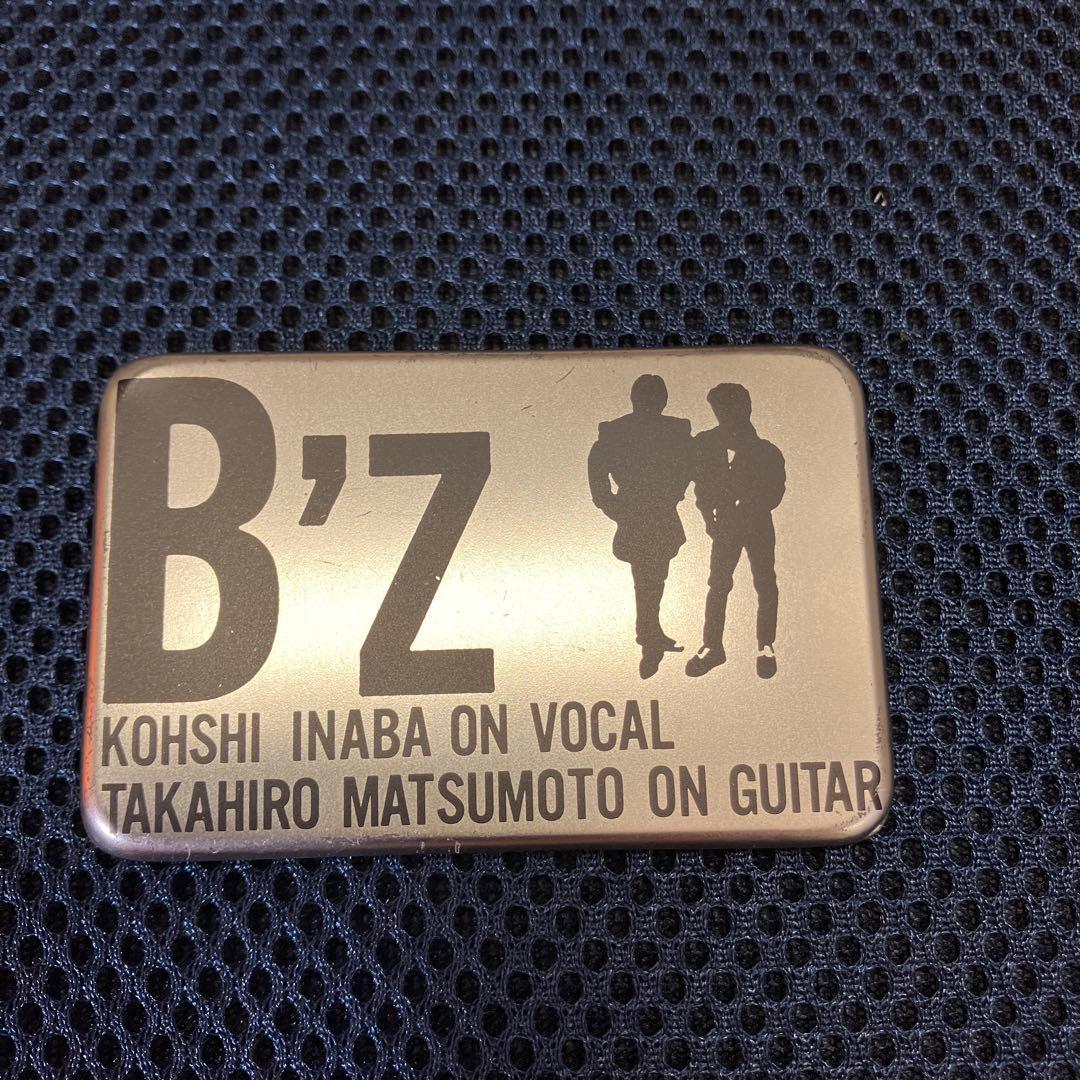 B'z
KOHSHI INABA ON VOCAL
TAKAHIRO MATSUMOTO ON GUITAR